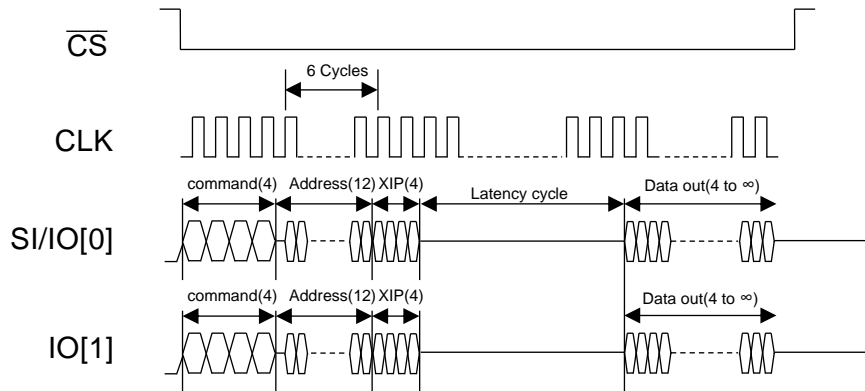 CS
6 Cycles
CLK
command(4) Address(12) XIP(4) Latency cycle Data out(4 to ∞)
SI/IO[0]
command(4) Address(12) XIP(4) Data out(4 to ∞)
IO[1]